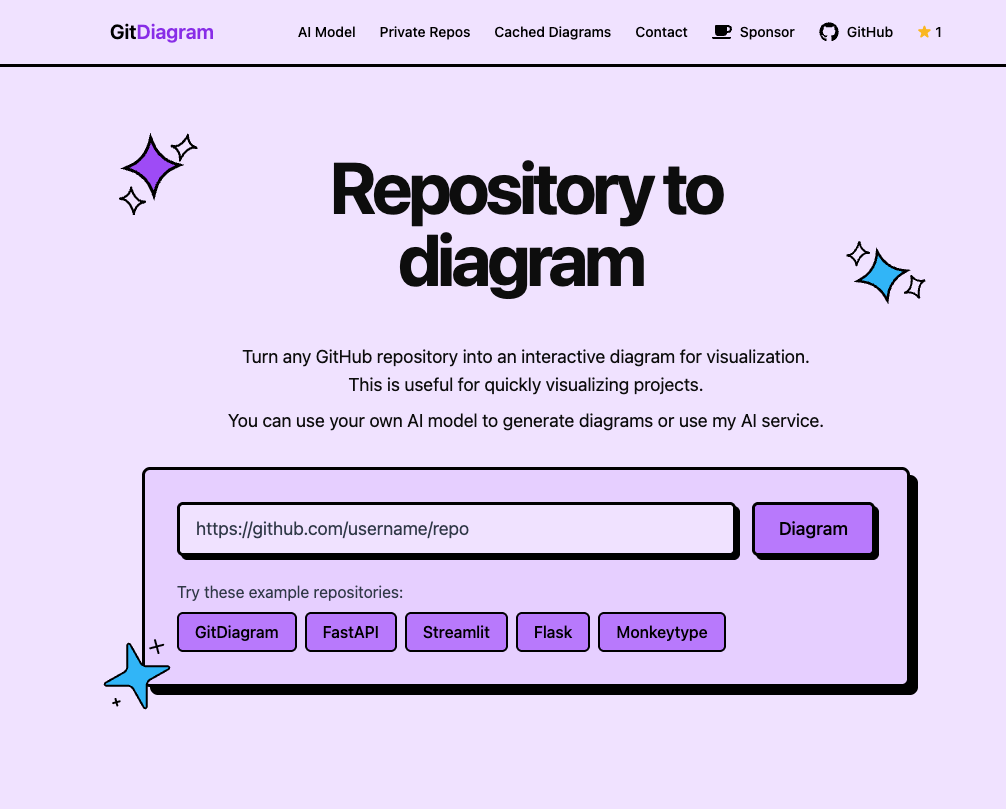 GitDiagram AI Model Private Repos Cached Diagrams Contact Sponsor GitHub 1
Repository to
diagram
Turn any GitHub repository into an interactive diagram for visualization.
This is useful for quickly visualizing projects.
You can use your own AI model to generate diagrams or use my AI service.
https://github.com/username/repo Diagram
Try these example repositories:
GitDiagram FastAPI Streamlit Flask Monkeytype